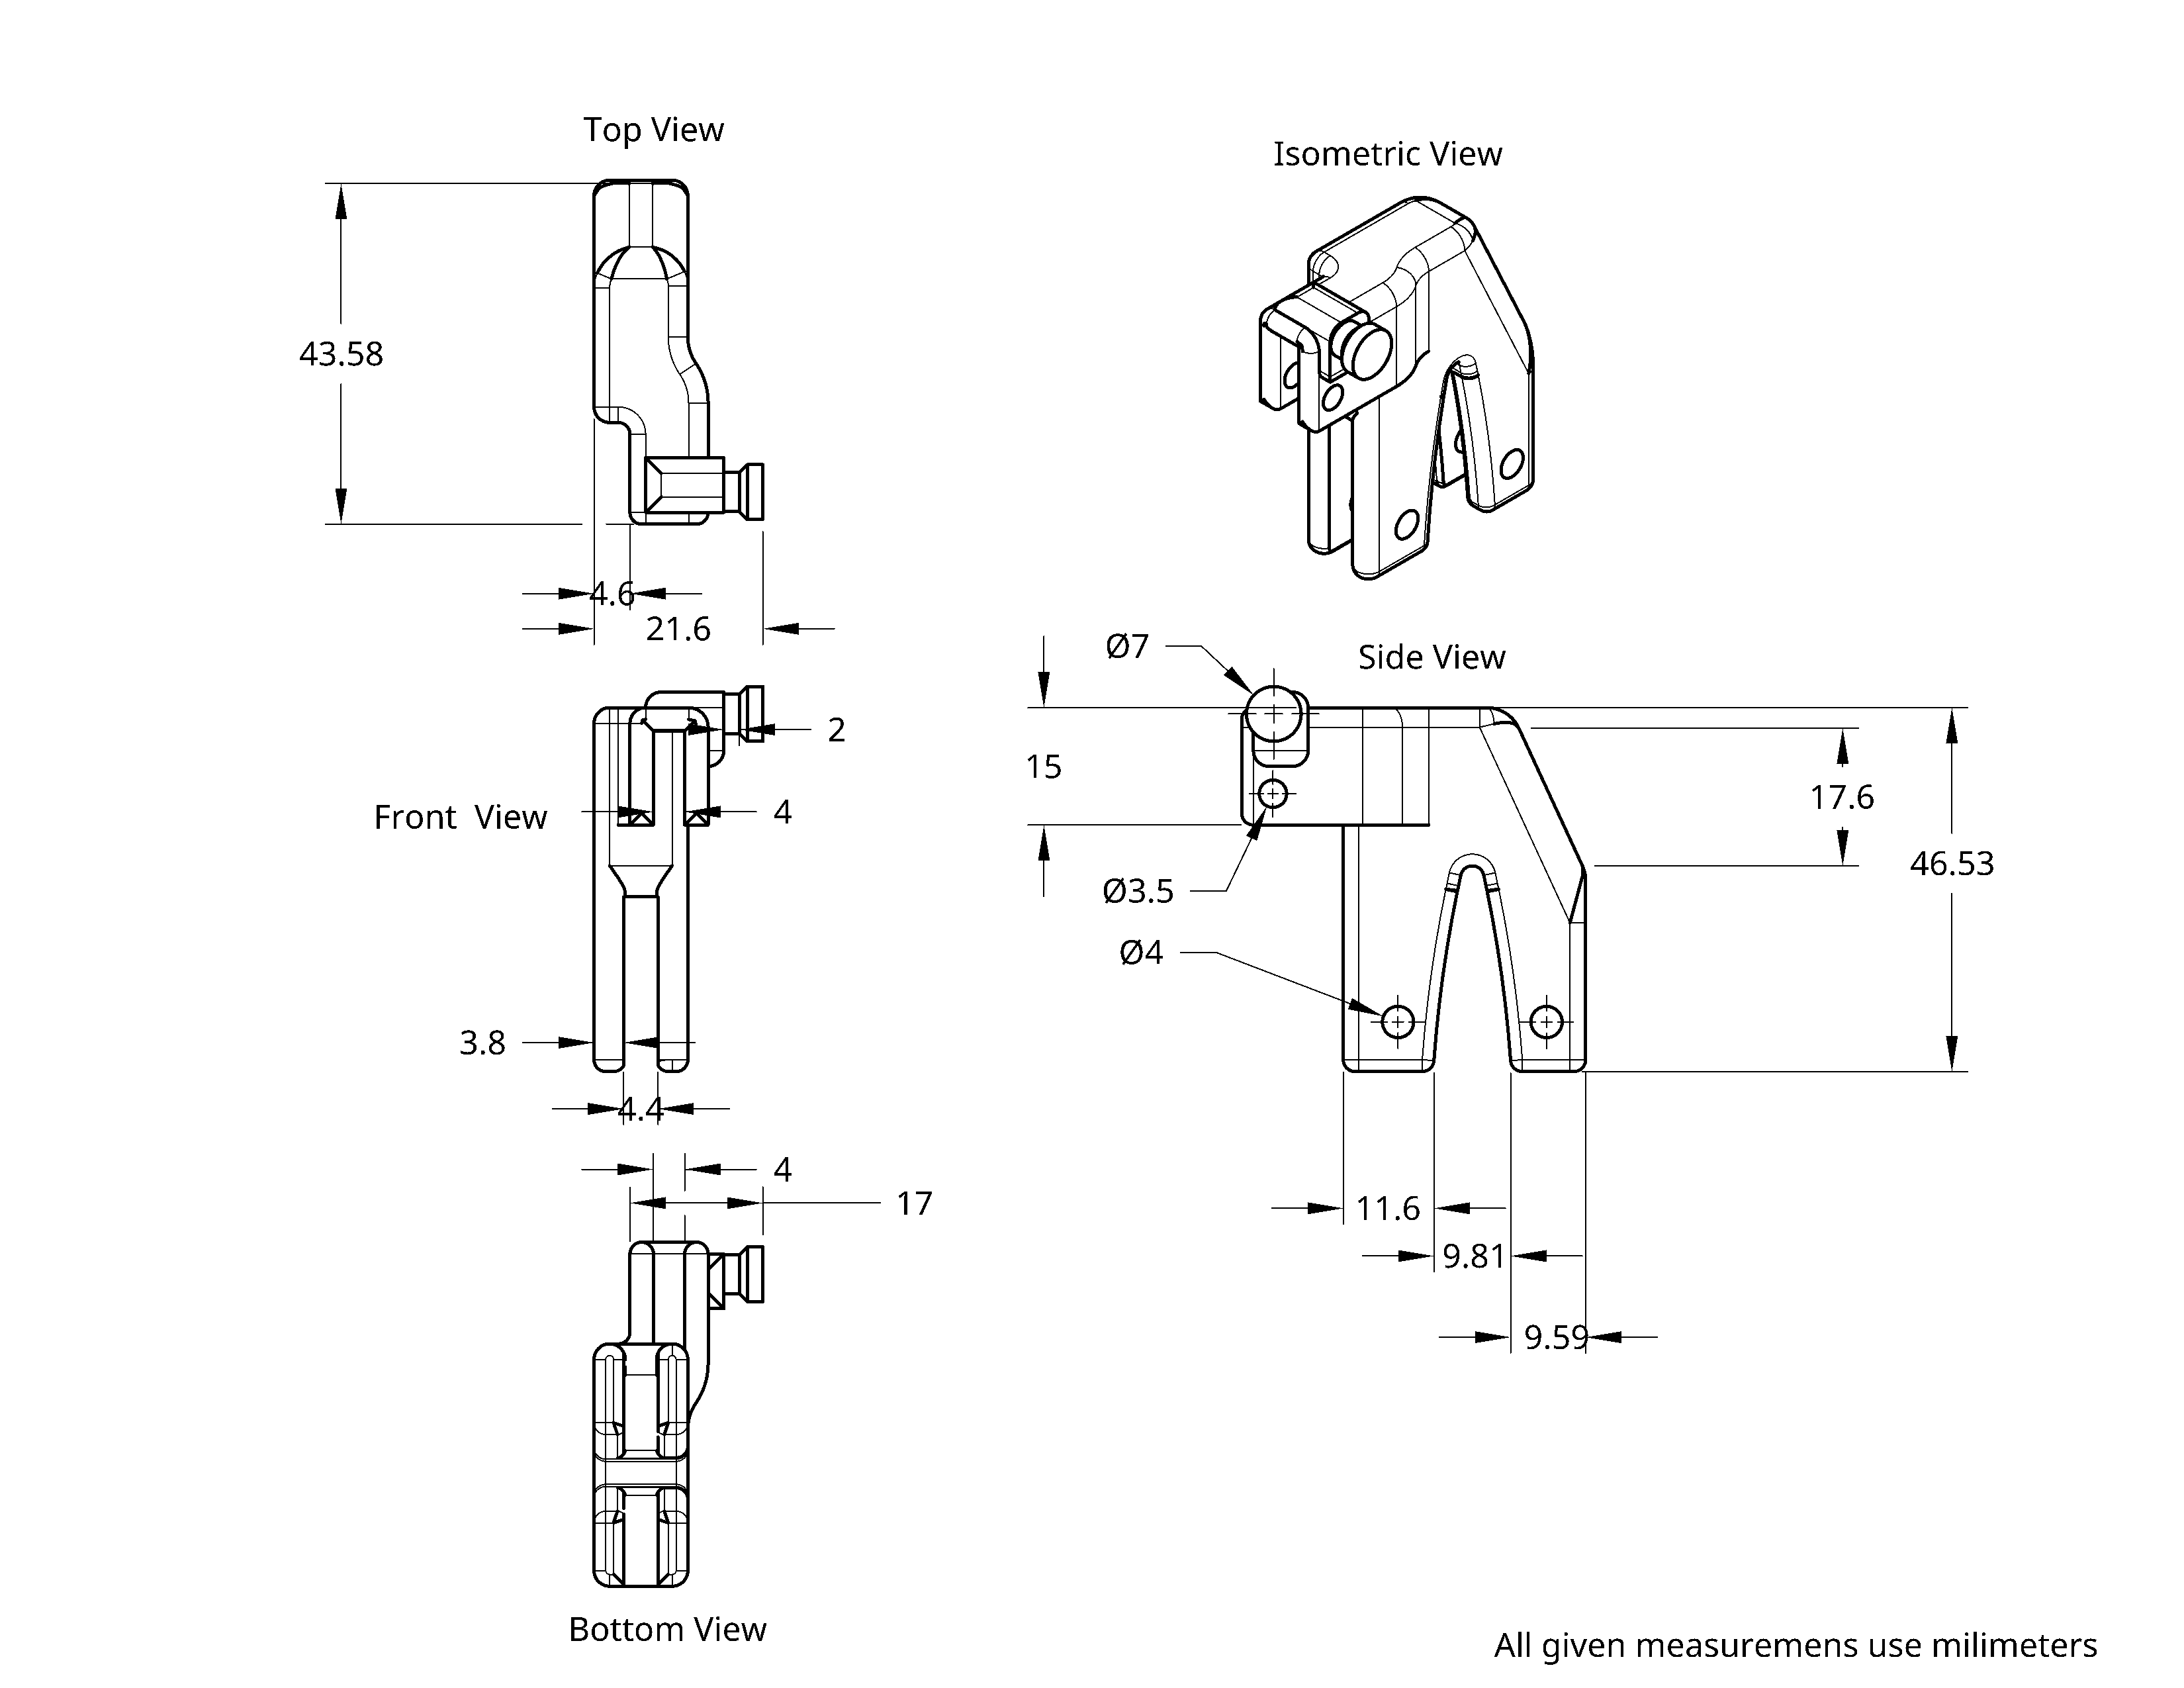 Top View
Isometric View
43.58
4.6
21.6
Ø7
Side View
2
15
17.6
Front  View
4
46.53
Ø3.5
Ø4
3.8
4.4
4
17
11.6
9.81
9.59
Bottom View
All given measuremens use milimeters